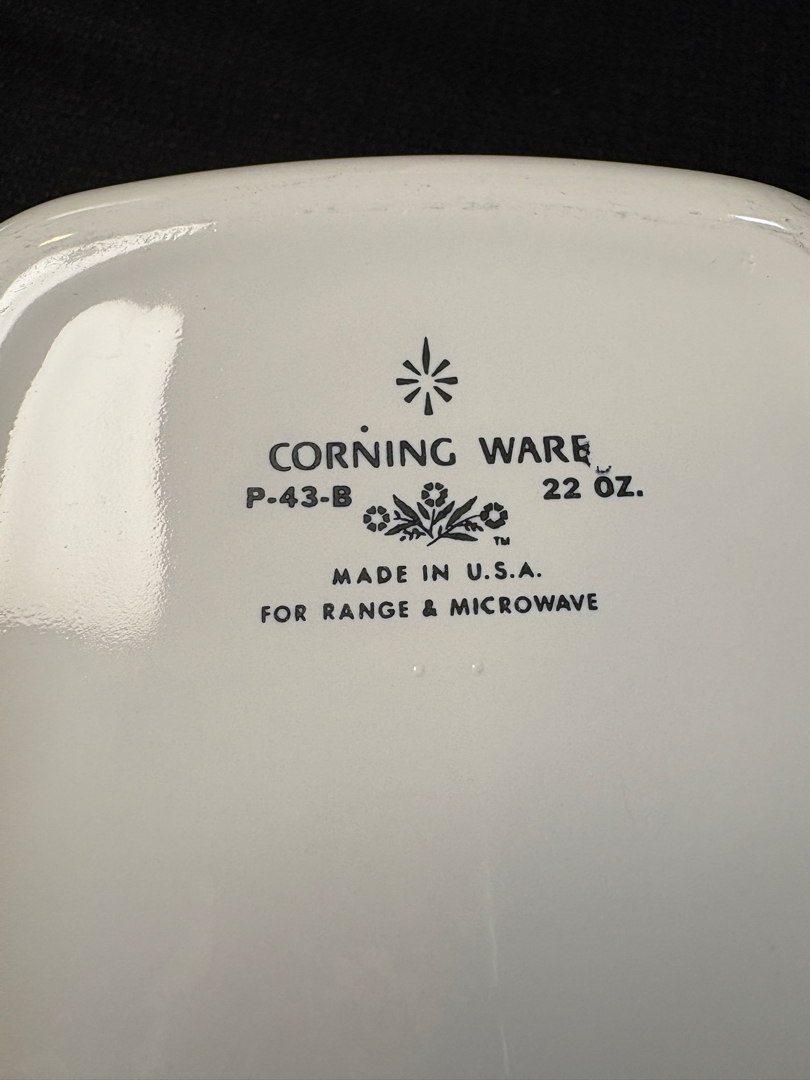 CORNING WARE
P-43-B 22 OZ.
TM
MADE IN U.S.A.
FOR RANGE & MICROWAVE